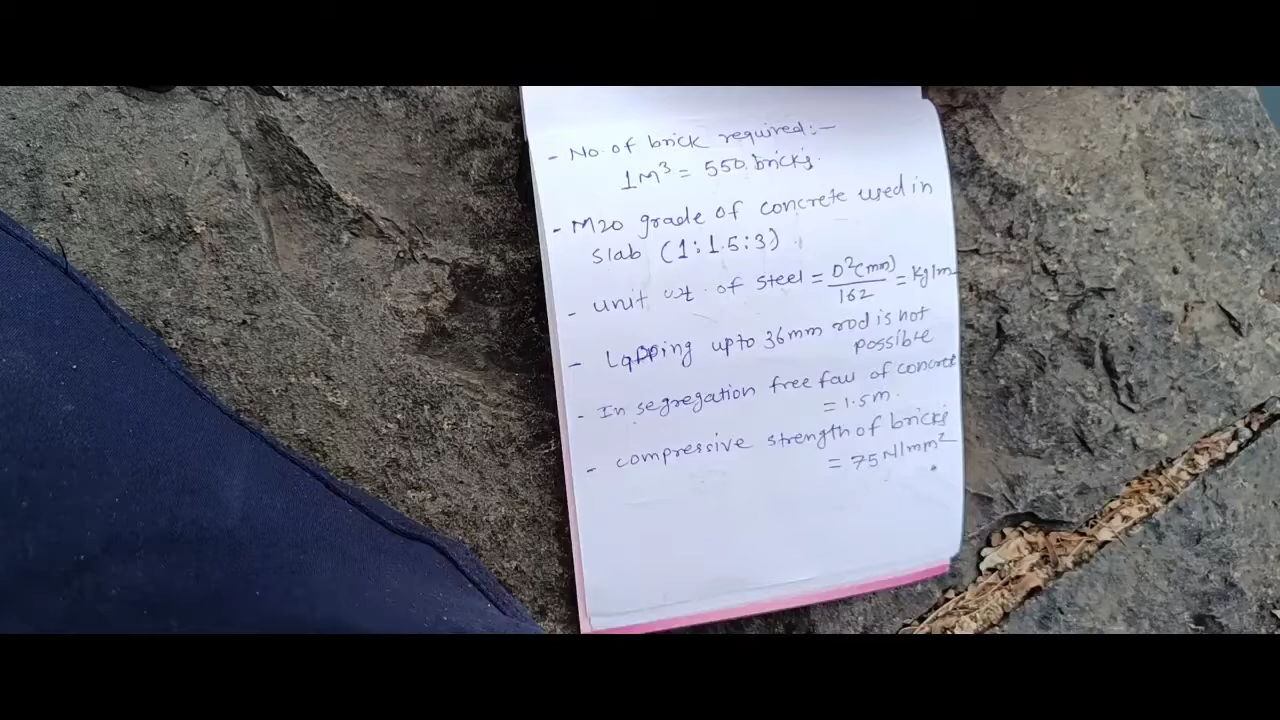 - No. of brick required:-
1M³ = 550 bricks.
- M20 grade of concrete used in
slab (1:1.5:3)
- unit wt. of steel = D²(mm)/162 = Kg/m
- Lapping upto 36mm rod is not
possible
- In segregation free fall of concrete
= 1.5m.
- compressive strength of bricks
= 75N/mm²